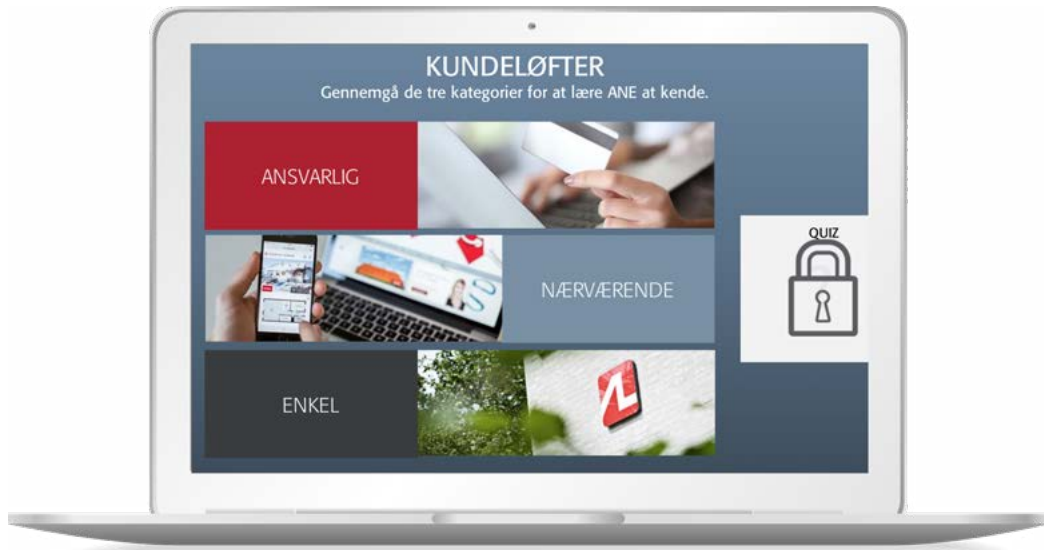 KUNDELØFTER
Gennemgå de tre kategorier for at lære ANE at kende.
ANSVARLIG
QUIZ
NÆRVÆRENDE
ENKEL